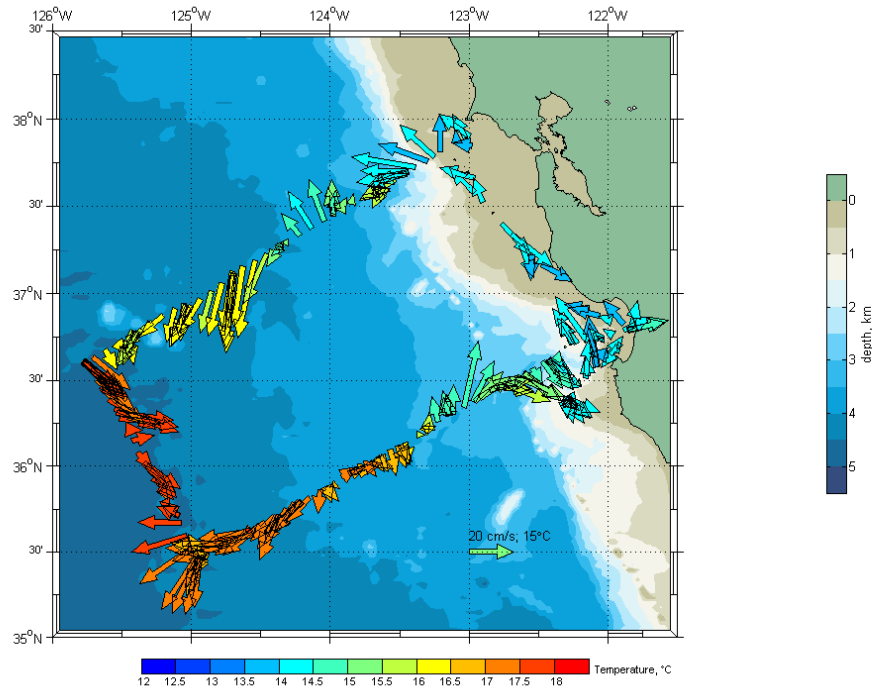 126°W 125°W 124°W 123°W 122°W
30'
38°N
30'
37°N
30'
36°N
30'
35°N
20 cm/s; 15°C
0
1
2
3
4
5
depth, km
12 12.5 13 13.5 14 14.5 15 15.5 16 16.5 17 17.5 18
Temperature, °C